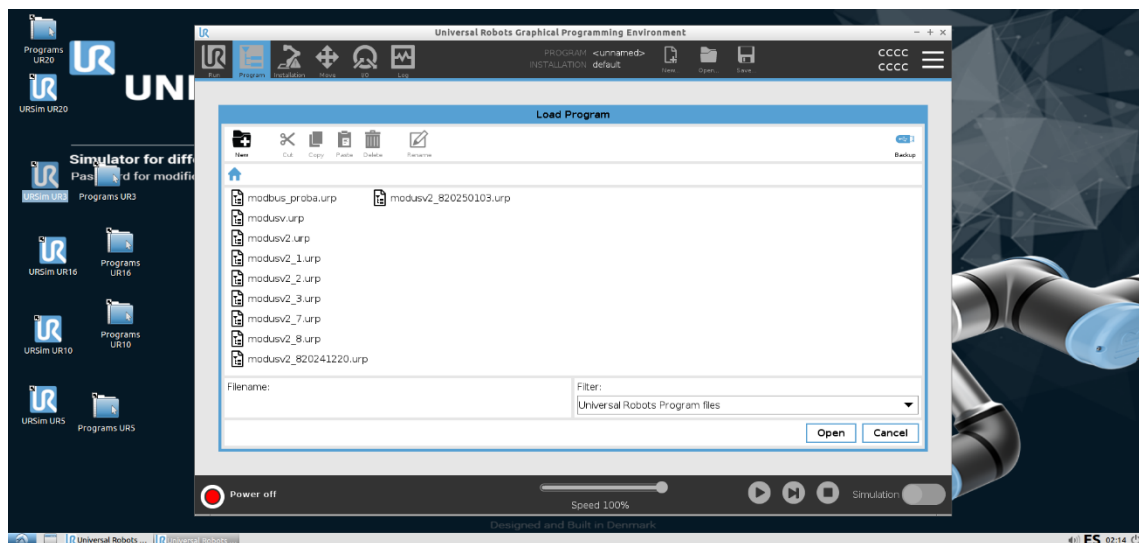 Programs
UR20
UR
UNI
URSim UR20
Simulator for diff
Pas
d for modifie
URSim UR3
Programs UR3
URSim UR16
Programs
UR16
URSim UR10
Programs
UR10
URSim UR5
Programs UR5
Universal Robots Graphical Programming Environment
Run
Program
Installation
Move
I/O
Log
PROGRAM <unnamed>
INSTALLATION default
New...
Open...
Save...
CCCC
CCCC
Load Program
New
Cut
Copy
Paste
Delete
Rename
Backup
modbus_proba.urp
modusv.urp
modusv2.urp
modusv2_1.urp
modusv2_2.urp
modusv2_3.urp
modusv2_7.urp
modusv2_8.urp
modusv2_820241220.urp
modusv2_820250103.urp
Filename:
Filter:
Universal Robots Program files
Open
Cancel
Power off
Speed 100%
Simulation
Designed and Built in Denmark
Universal Robots ...
Universal Robots
ES 02:14